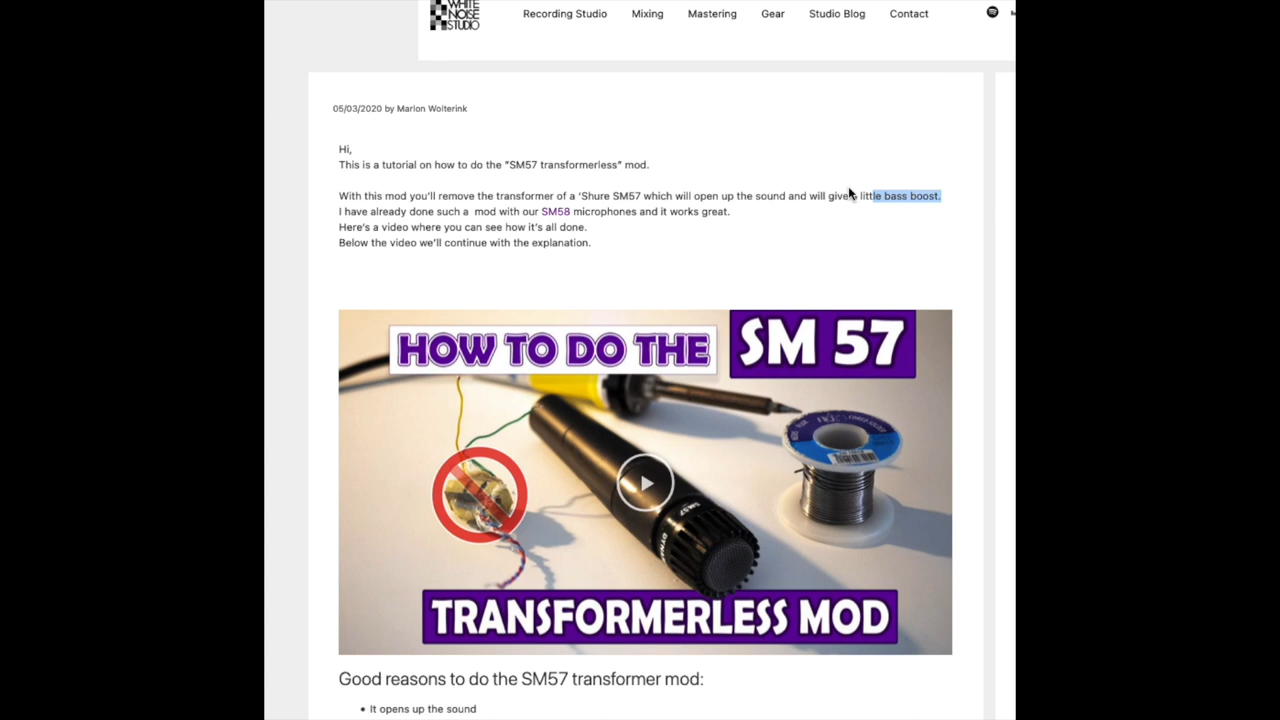 WHITE
NOISE
STUDIO
Recording Studio Mixing Mastering Gear Studio Blog Contact
05/03/2020 by Marlon Wolterink
Hi,
This is a tutorial on how to do the "SM57 transformerless" mod.
With this mod you'll remove the transformer of a 'Shure SM57 which will open up the sound and will give little bass boost.
I have already done such a mod with our SM58 microphones and it works great.
Here's a video where you can see how it's all done.
Below the video we'll continue with the explanation.
HOW TO DO THE SM 57
SM57
TRANSFORMERLESS MOD
Good reasons to do the SM57 transformer mod:
• It opens up the sound